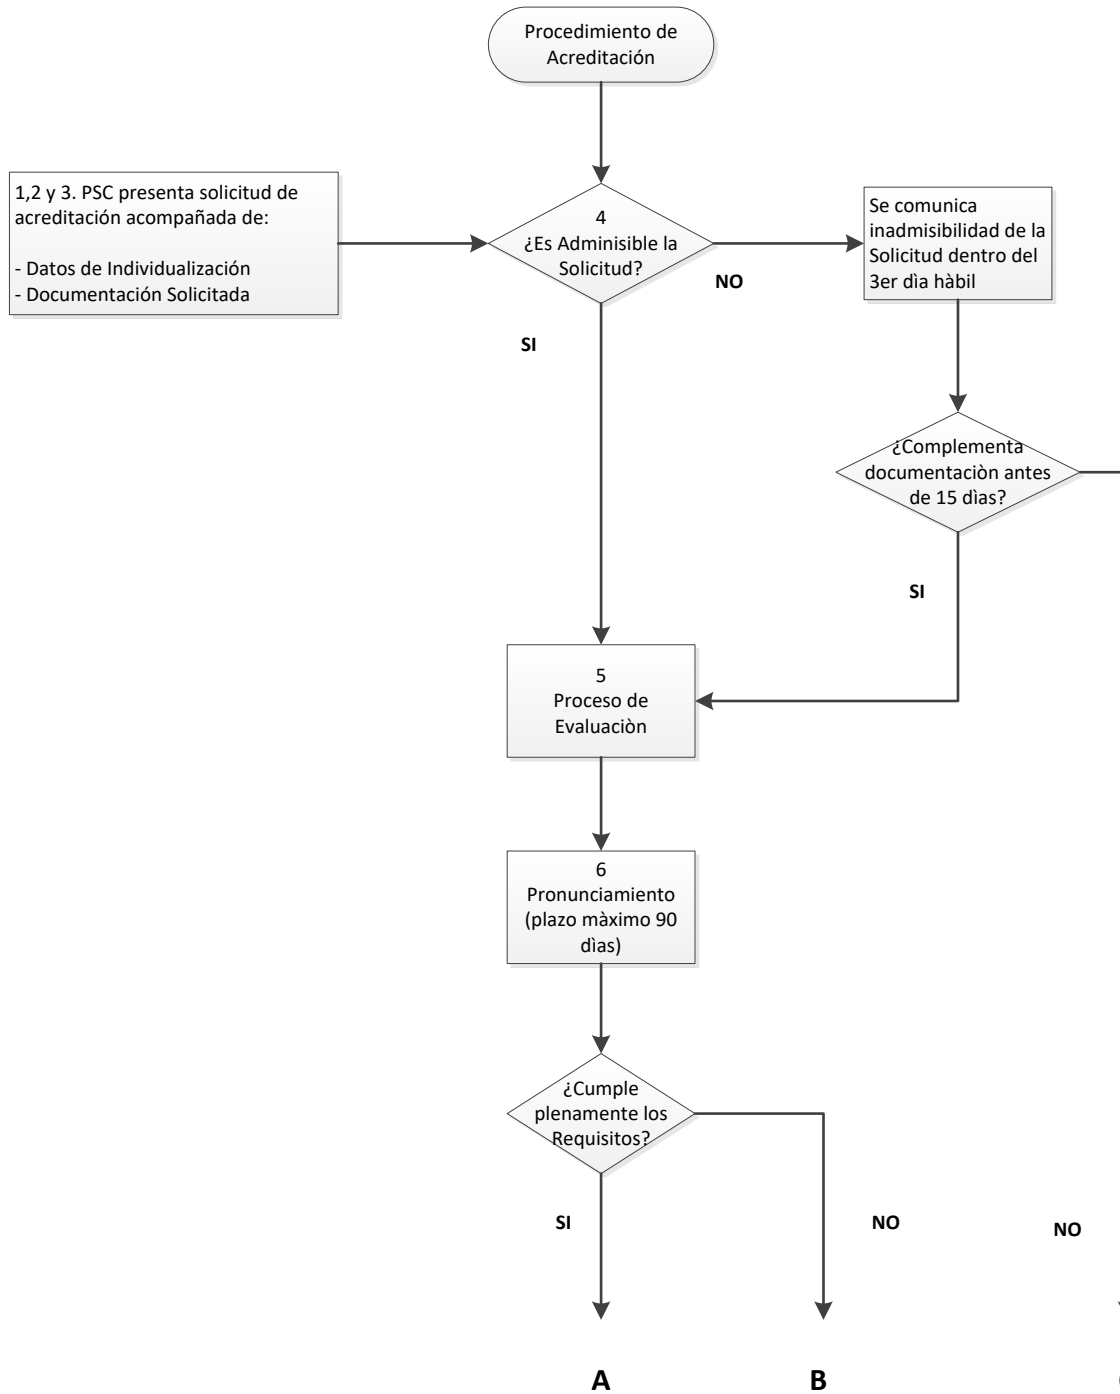 Procedimiento de
Acreditación
1,2 y 3. PSC presenta solicitud de
acreditación acompañada de:
- Datos de Individualización
- Documentación Solicitada
4
¿Es Adminisible la
Solicitud?
NO
SI
Se comunica
inadmisibilidad de la
Solicitud dentro del
3er dìa hàbil
¿Complementa
documentaciòn antes
de 15 dìas?
SI
5
Proceso de
Evaluaciòn
6
Pronunciamiento
(plazo màximo 90
dìas)
¿Cumple
plenamente los
Requisitos?
SI
NO
NO
A
B